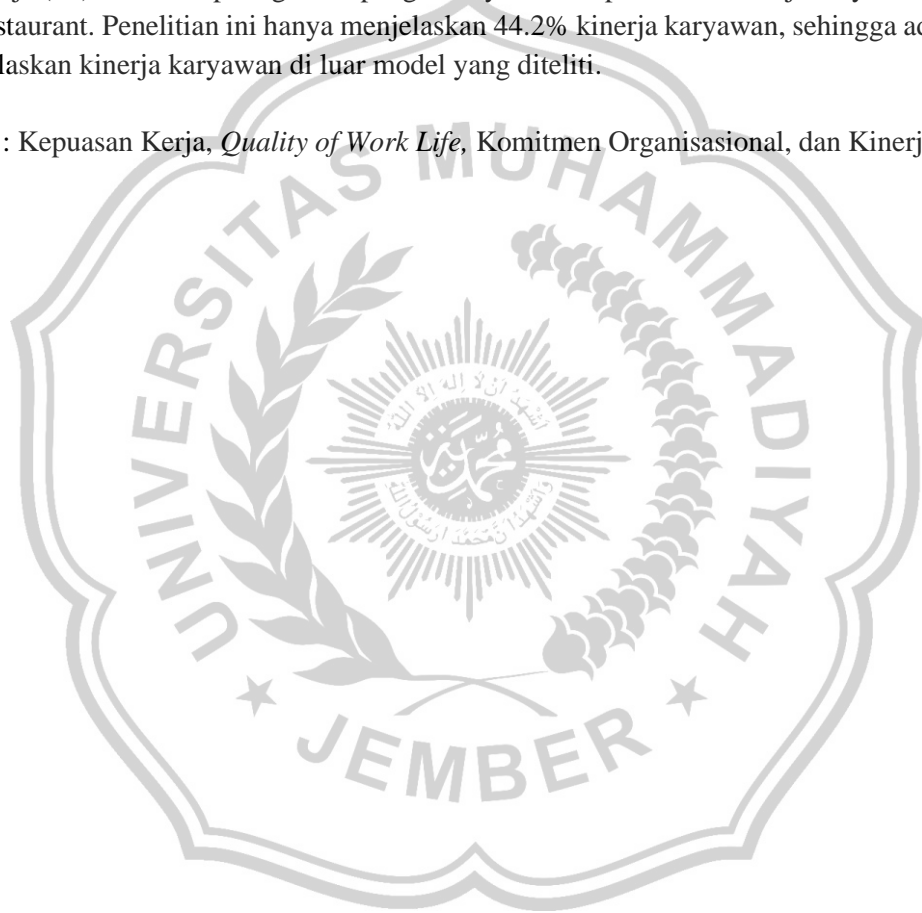 staurant. Penelitian ini hanya menjelaskan 44.2% kinerja karyawan, sehingga
laskan kinerja karyawan di luar model yang diteliti.
: Kepuasan Kerja, Quality of Work Life, Komitmen Organisasional, dan Kinerj
UNIVERSITAS MUHAMMADIYAH
JEMBER